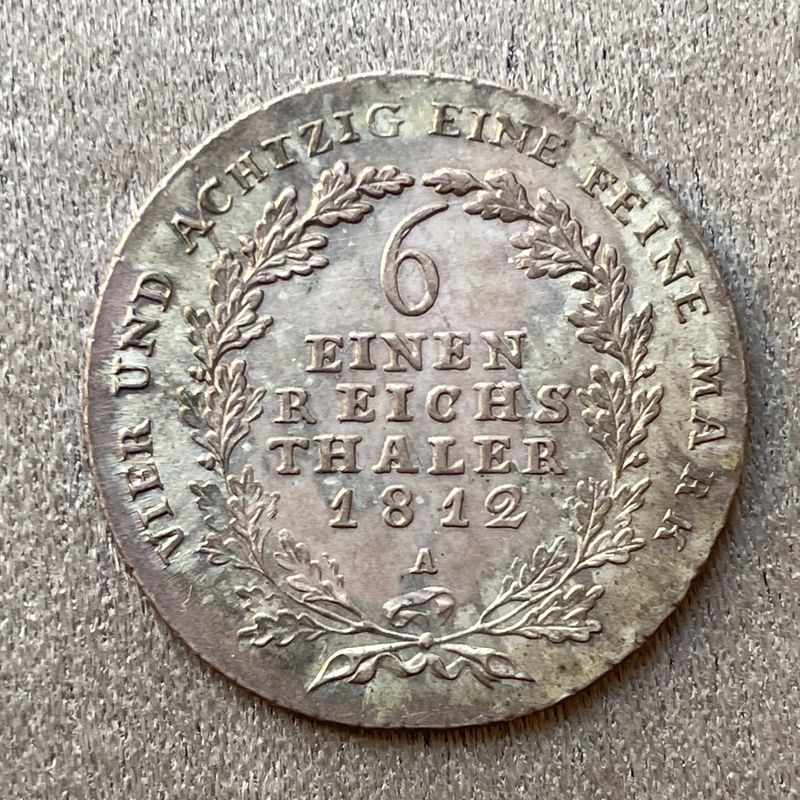 VIER UND ACHTZIG EINE FEINE MARK
6
EINEN
REICHS
THALER
1812
A